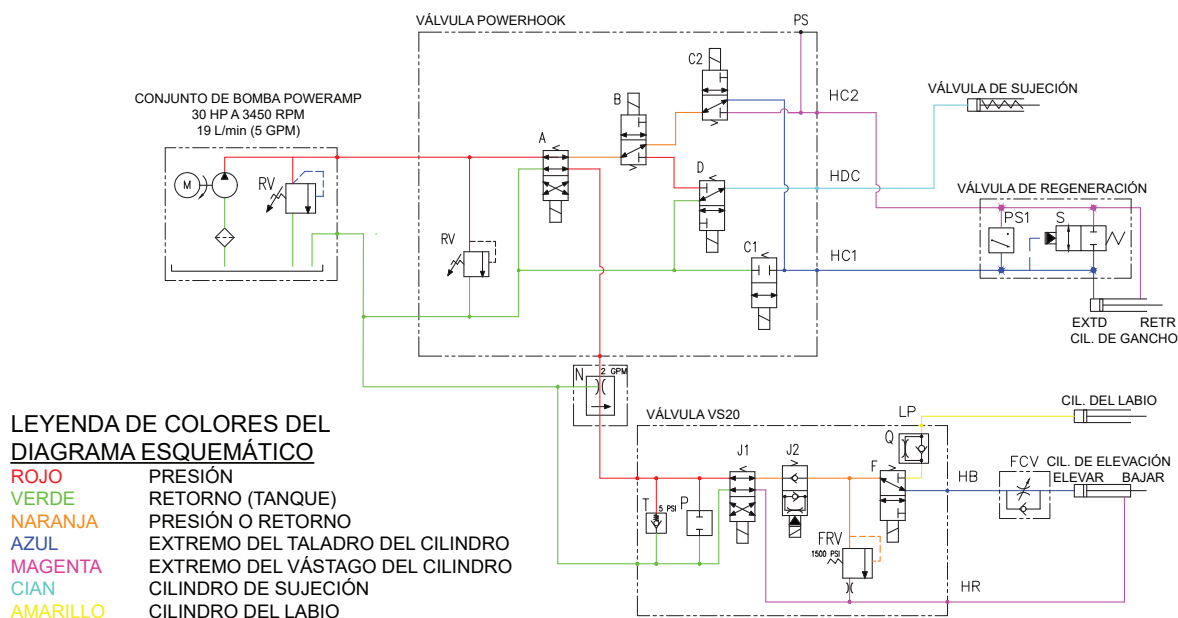 VÁLVULA POWERHOOK
PS
C2
HC2
VÁLVULA DE SUJECIÓN
CONJUNTO DE BOMBA POWERAMP
30 HP A 3450 RPM
19 L/min (5 GPM)
B
A
D
HDC
VÁLVULA DE REGENERACIÓN
M
RV
PS1
S
RV
C1
HC1
EXTD
RETR
CIL. DE GANCHO
N
2 GPM
LEYENDA DE COLORES DEL
DIAGRAMA ESQUEMÁTICO
ROJO PRESIÓN
VERDE RETORNO (TANQUE)
NARANJA PRESIÓN O RETORNO
AZUL EXTREMO DEL TALADRO DEL CILINDRO
MAGENTA EXTREMO DEL VÁSTAGO DEL CILINDRO
CIAN CILINDRO DE SUJECIÓN
AMARILLO CILINDRO DEL LABIO
VÁLVULA VS20
LP
CIL. DEL LABIO
Q
J1
J2
F
HB
FCV
CIL. DE ELEVACIÓN
ELEVAR
BAJAR
T
5 PSI
P
FRV
1500 PSI
HR